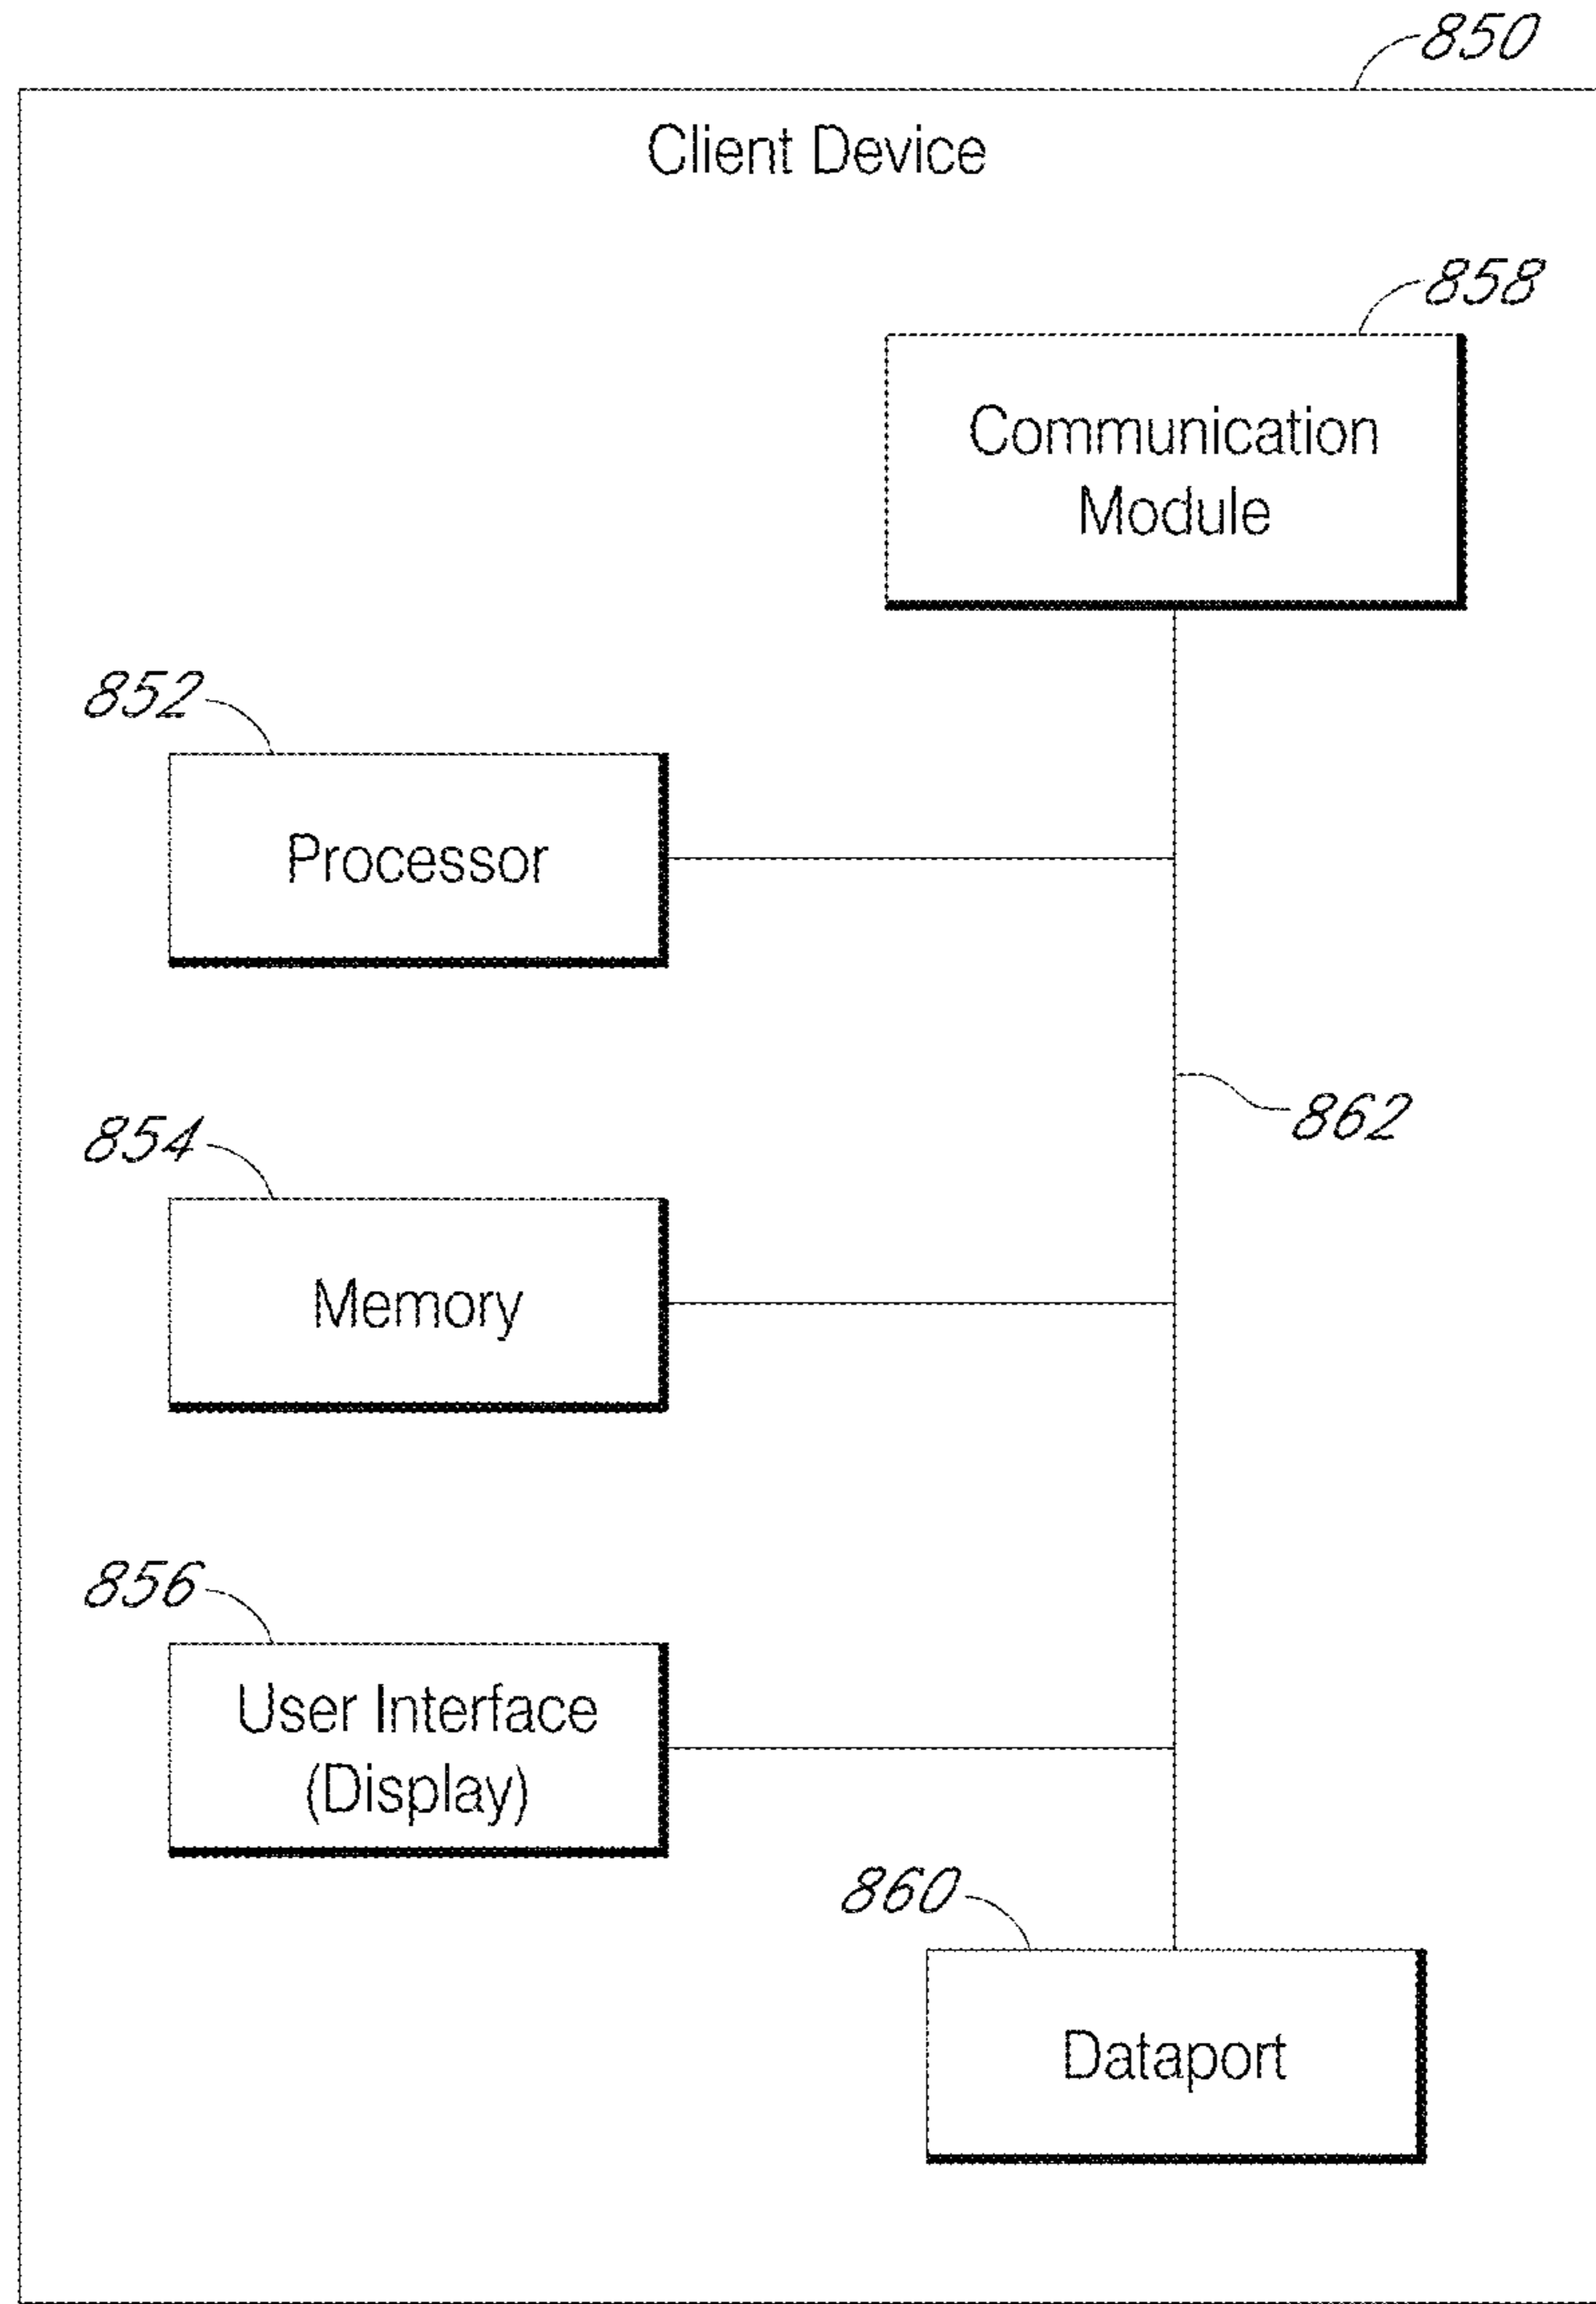 850
Client Device
858
Communication
Module
852
Processor
862
854
Memory
856
User Interface
(Display)
860
Dataport